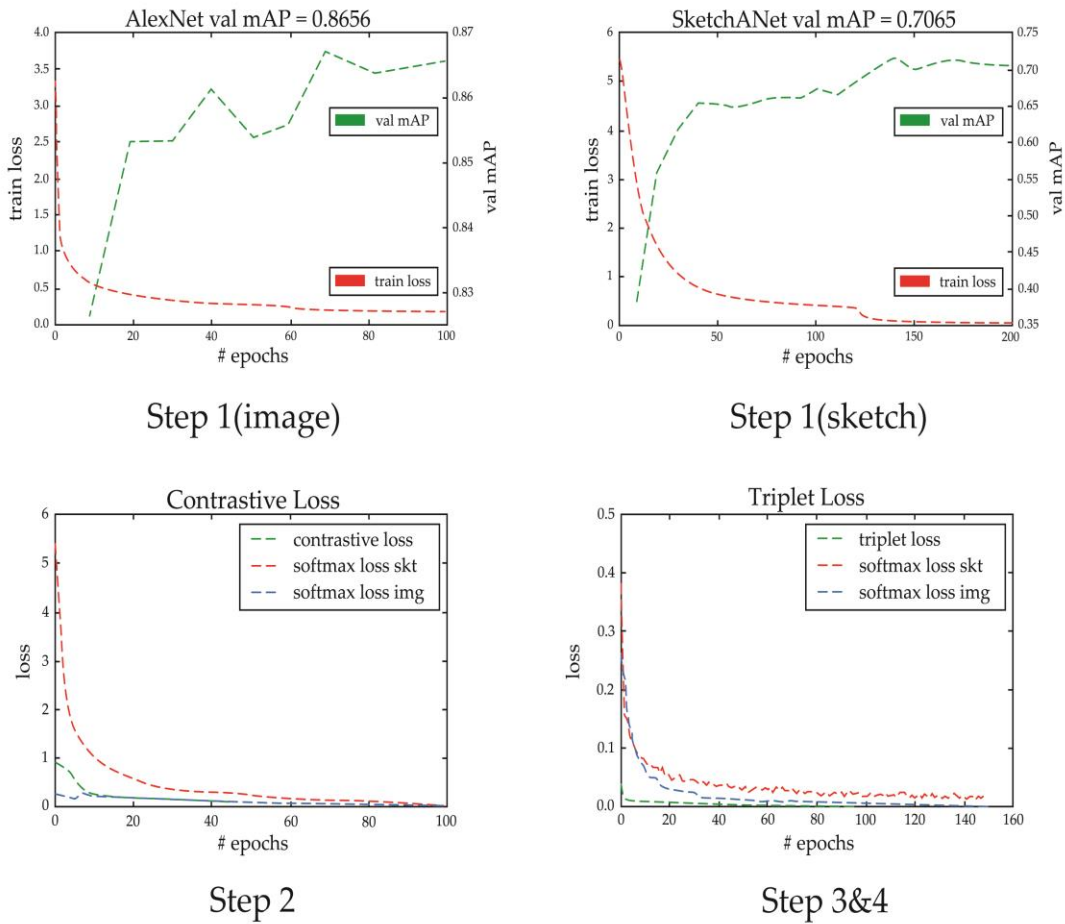 AlexNet val mAP = 0.8656
4.0
3.5
3.0
2.5
2.0
1.5
1.0
0.5
0.0
train loss
0.87
0.86
0.85
0.84
0.83
val mAP
val mAP
train loss
0 20 40 60 80 100
# epochs
Step 1(image)
SketchANet val mAP = 0.7065
6
5
4
3
2
1
0
train loss
0.75
0.70
0.65
0.60
0.55
0.50
0.45
0.40
0.35
val mAP
val mAP
train loss
0 50 100 150 200
# epochs
Step 1(sketch)
Contrastive Loss
6
5
4
3
2
1
0
loss
contrastive loss
softmax loss skt
softmax loss img
0 20 40 60 80 100
# epochs
Step 2
Triplet Loss
0.5
0.4
0.3
0.2
0.1
0.0
loss
triplet loss
softmax loss skt
softmax loss img
0 20 40 60 80 100 120 140 160
# epochs
Step 3&4